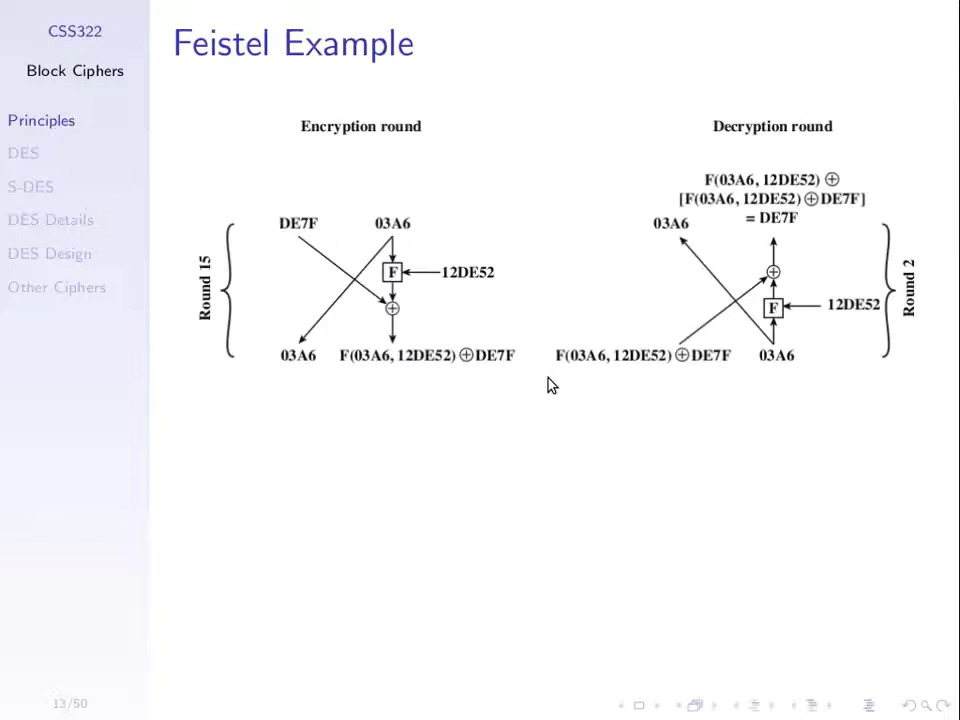 CSS322
Block Ciphers
Principles
DES
S-DES
DES Details
DES Design
Other Ciphers
Feistel Example
Encryption round
DE7F 03A6
F 12DE52
Round 15
03A6 F(03A6, 12DE52) ⊕ DE7F
Decryption round
F(03A6, 12DE52) ⊕
[F(03A6, 12DE52) ⊕ DE7F]
= DE7F
03A6
F 12DE52
Round 2
F(03A6, 12DE52) ⊕ DE7F 03A6
13/50